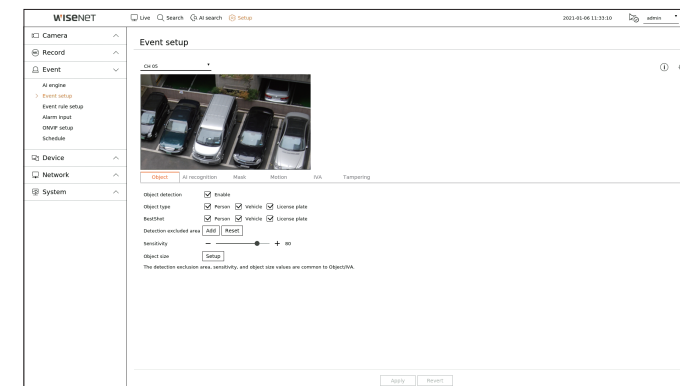 WISENET
Live Search AI search Setup 2021-01-06 11:33:10 admin
Camera
Record
Event
AI engine
Event setup
Event rule setup
Alarm input
ONVIF setup
Schedule
Device
Network
System
Event setup
CH 05
Object AI recognition Mask Motion IVA Tampering
Object detection Enable
Object type Person Vehicle License plate
BestShot Person Vehicle License plate
Detection excluded area Add Reset
Sensitivity − + 80
Object size Setup
The detection exclusion area, sensitivity, and object size values are common to Object/IVA.
Apply Revert